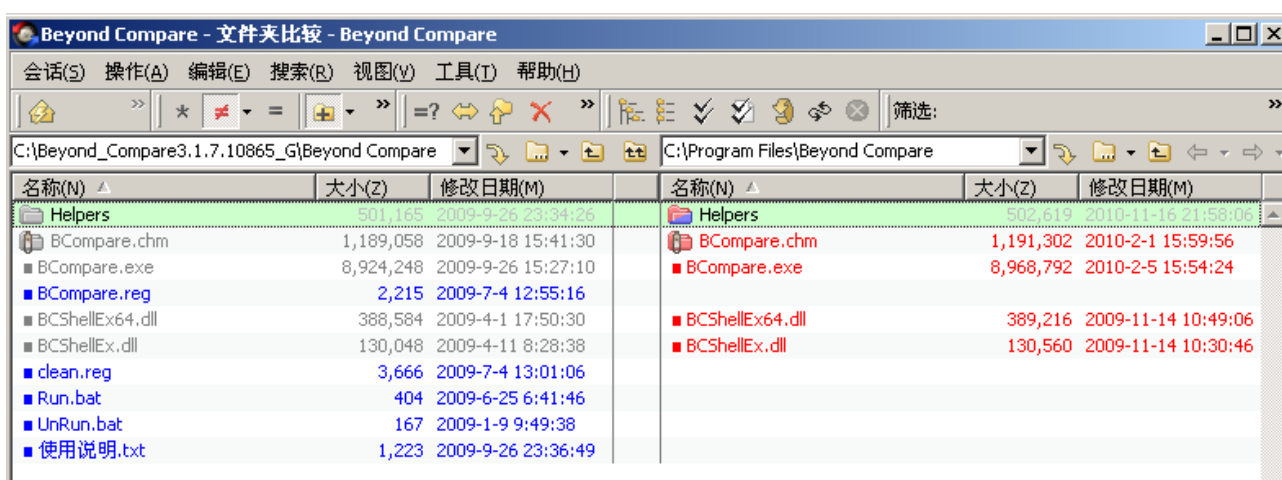 Beyond Compare - 文件夹比较 - Beyond Compare
会话(S) 操作(A) 编辑(E) 搜索(R) 视图(V) 工具(T) 帮助(H)
» * ≠ = » =? » 筛选: »
C:\Beyond_Compare3.1.7.10865_G\Beyond Compare C:\Program Files\Beyond Compare
名称(N) 大小(Z) 修改日期(M) 名称(N) 大小(Z) 修改日期(M)
Helpers 501,165 2009-9-26 23:34:26 Helpers 502,619 2010-11-16 21:58:06
BCompare.chm 1,189,058 2009-9-18 15:41:30 BCompare.chm 1,191,302 2010-2-1 15:59:56
BCompare.exe 8,924,248 2009-9-26 15:27:10 BCompare.exe 8,968,792 2010-2-5 15:54:24
BCompare.reg 2,215 2009-7-4 12:55:16
BCShellEx64.dll 388,584 2009-4-1 17:50:30 BCShellEx64.dll 389,216 2009-11-14 10:49:06
BCShellEx.dll 130,048 2009-4-11 8:28:38 BCShellEx.dll 130,560 2009-11-14 10:30:46
clean.reg 3,666 2009-7-4 13:01:06
Run.bat 404 2009-6-25 6:41:46
UnRun.bat 167 2009-1-9 9:49:38
使用说明.txt 1,223 2009-9-26 23:36:49